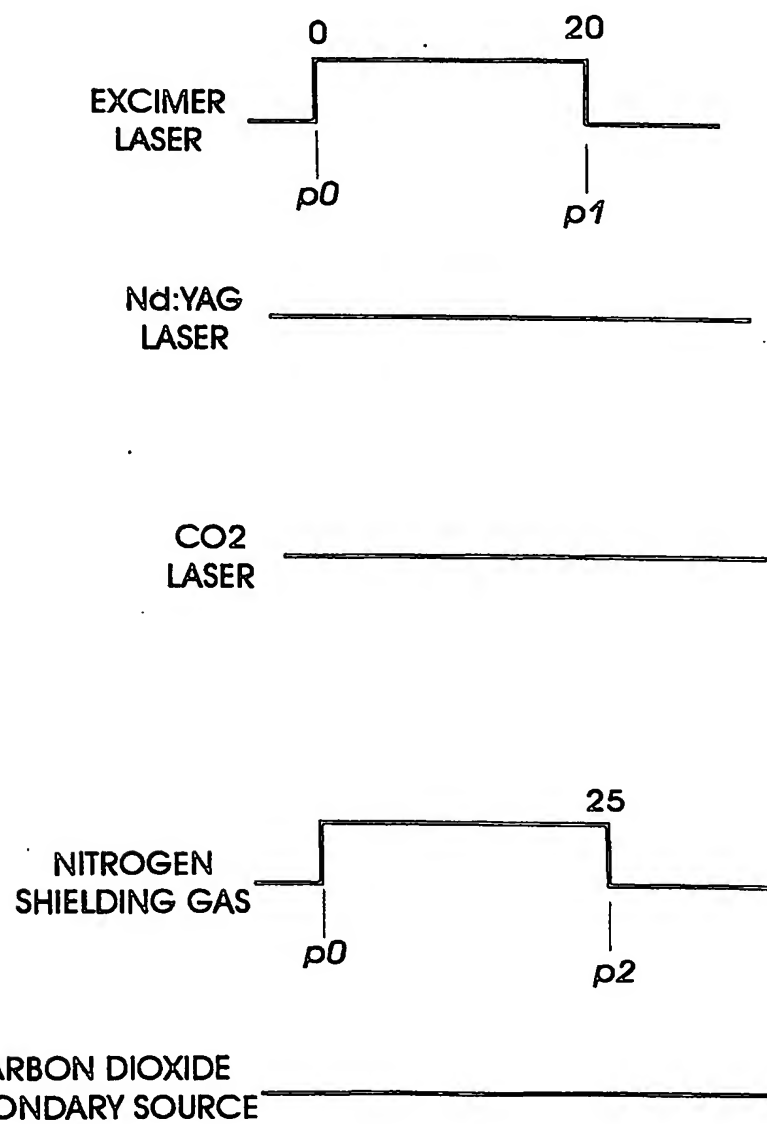 0 20
EXCIMER
LASER
p0 p1
Nd:YAG
LASER
CO2
LASER
25
NITROGEN
SHIELDING GAS
p0 p2
ARBON DIOXIDE
ONDARY SOURCE